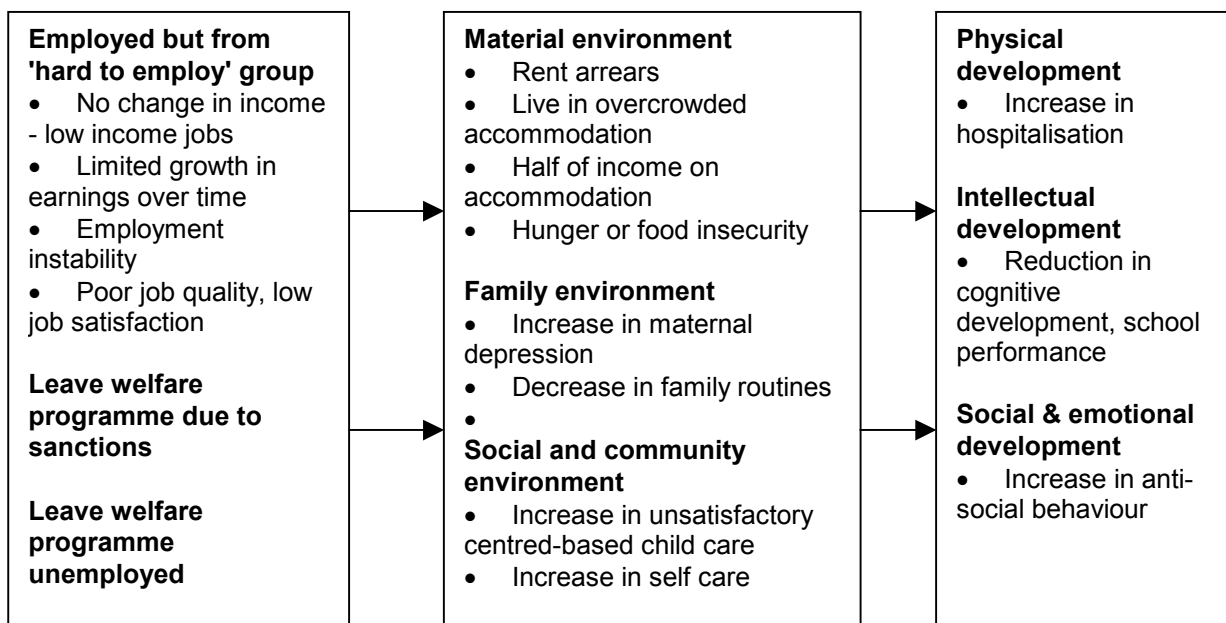 Employed but from
'hard to employ' group
• No change in income
- low income jobs
• Limited growth in
earnings over time
• Employment
instability
• Poor job quality, low
job satisfaction
Leave welfare
programme due to
sanctions
Leave welfare
programme
unemployed
Material environment
• Rent arrears
• Live in overcrowded
accommodation
• Half of income on
accommodation
• Hunger or food insecurity
Family environment
• Increase in maternal
depression
• Decrease in family routines
•
Social and community
environment
• Increase in unsatisfactory
centred-based child care
• Increase in self care
Physical
development
• Increase in
hospitalisation
Intellectual
development
• Reduction in
cognitive
development, school
performance
Social & emotional
development
• Increase in anti-
social behaviour